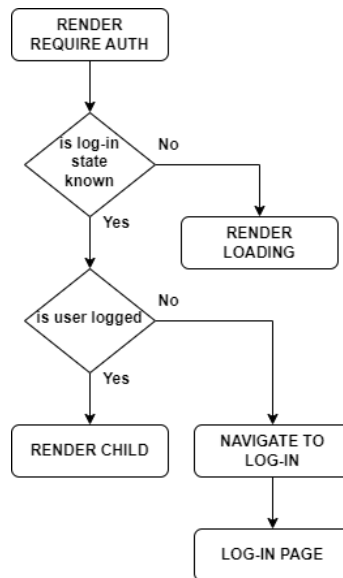 RENDER
REQUIRE AUTH
is log-in
state
known
No
Yes
RENDER
LOADING
is user logged
No
Yes
RENDER CHILD
NAVIGATE TO
LOG-IN
LOG-IN PAGE